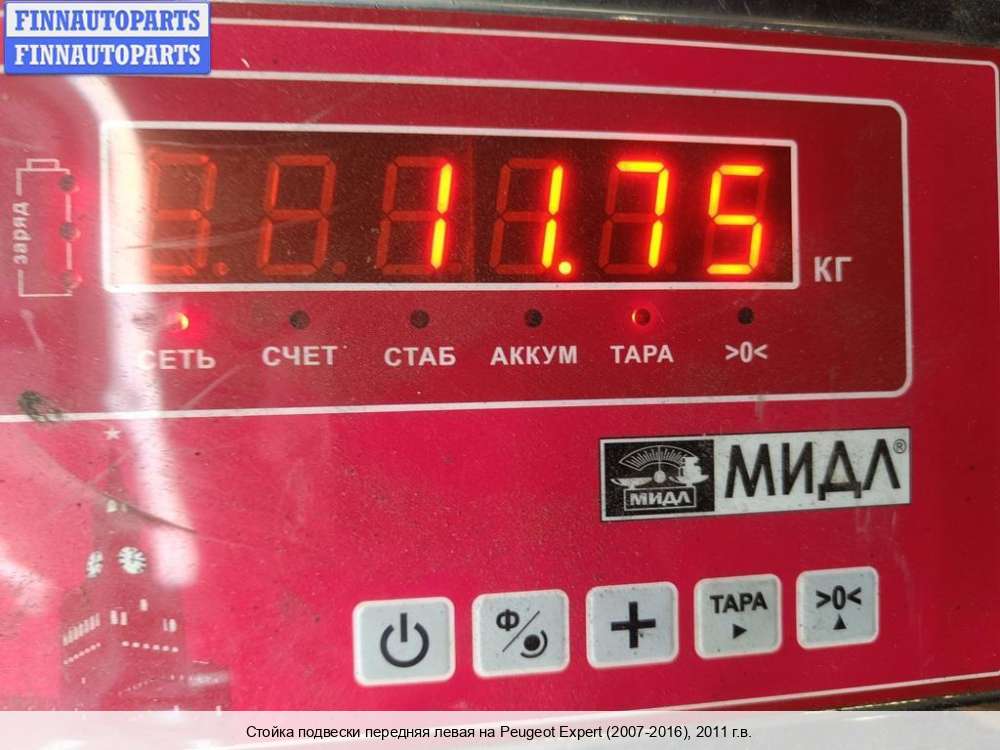 FINNAUTOPARTS
FINNAUTOPARTS
заряд
11.75
КГ
СЕТЬ СЧЕТ СТАБ АККУМ ТАРА >0<
МИДЛ МИДЛ®
Ф ТАРА >0<
Стойка подвески передняя левая на Peugeot Expert (2007-2016), 2011 г.в.